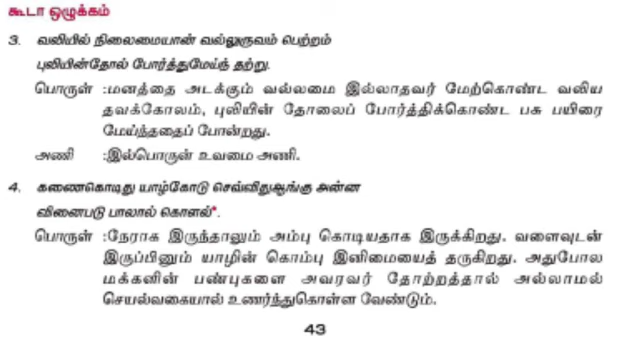 கூடா ஒழுக்கம்
3. வலியில் நிலைமையான் வல்லுருவம் பெற்றம்
புலியின்தோல் போர்த்துமேய்ந் தற்று.
பொருள் :மனத்தை அடக்கும் வல்லமை இல்லாதவர் மேற்கொண்ட வலிய
தவக்கோலம், புலியின் தோலைப் போர்த்திக்கொண்ட பசு பயிரை
மேய்ந்ததைப் போன்றது.
அணி :இல்பொருள் உவமை அணி.
4. கணைகொடிது யாழ்கோடு செவ்விதுஆங்கு அன்ன
வினைபடு பாலால் கொளல்*.
பொருள் :நேராக இருந்தாலும் அம்பு கொடியதாக இருக்கிறது. வளைவுடன்
இருப்பினும் யாழின் கொம்பு இனிமையைத் தருகிறது. அதுபோல
மக்களின் பண்புகளை அவரவர் தோற்றத்தால் அல்லாமல்
செயல்வகையால் உணர்ந்துகொள்ள வேண்டும்.
43